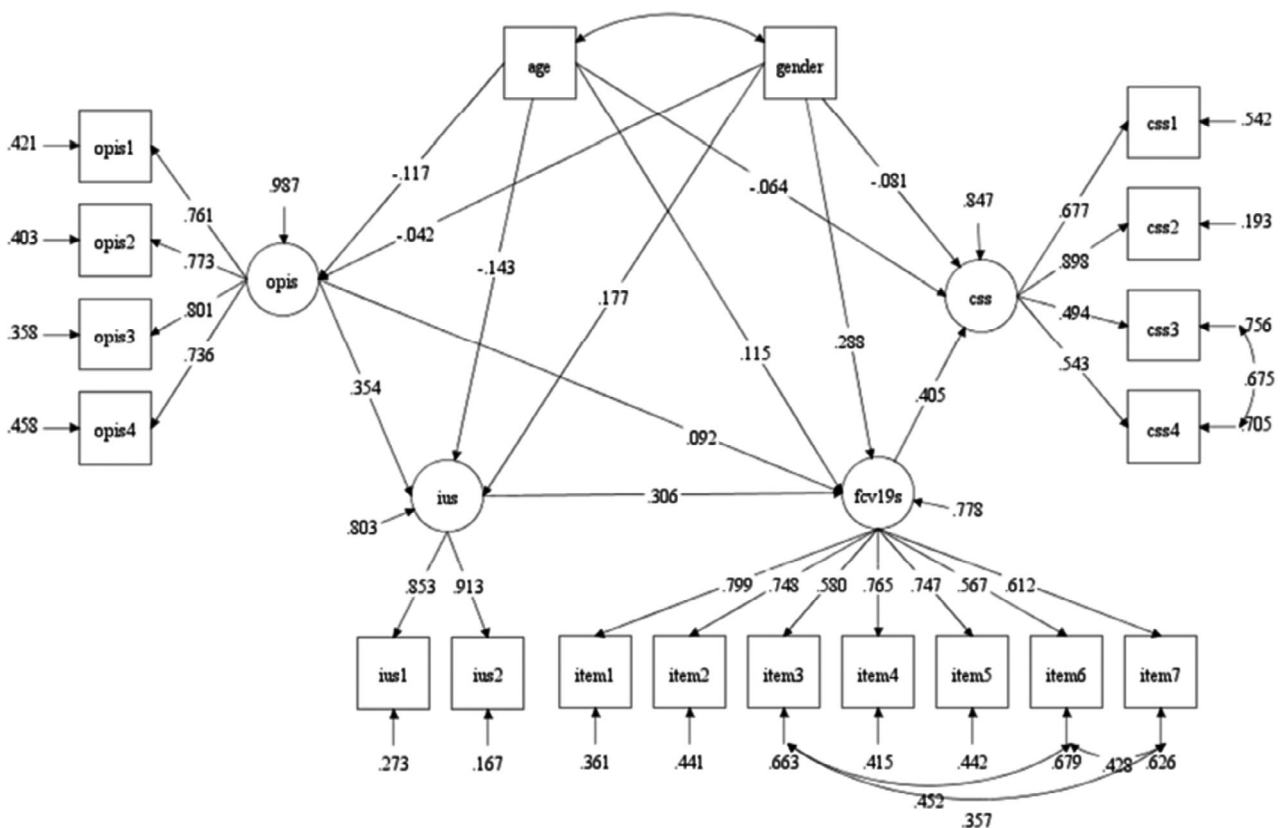 age
gender
.421
opis1
.403
opis2
.358
opis3
.458
opis4
.761
.773
.801
.736
.987
opis
-.117
-.042
-.143
.177
-.064
-.081
.115
.288
.847
css
.677
.898
.494
.543
css1
.542
css2
.193
css3
.756
css4
.705
.675
.354
.092
.405
.306
ius
.803
fcv19s
.778
.853
.913
.799
.748
.580
.765
.747
.567
.612
ius1
ius2
item1
item2
item3
item4
item5
item6
item7
.273
.167
.361
.441
.663
.415
.442
.679
.428
.626
.452
.357